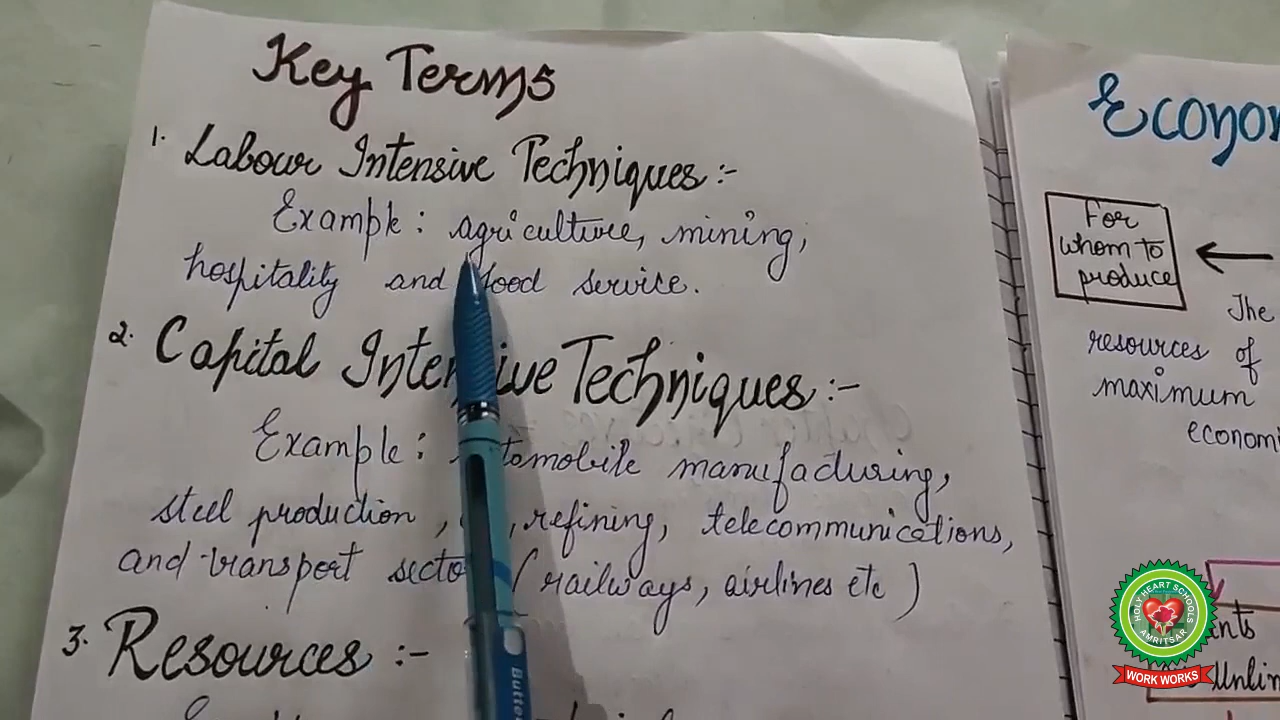 Key Terms
1. Labour Intensive Techniques :-
Example : agriculture, mining,
hospitality and food service.
2. Capital Intensive Techniques :-
Example : automobile manufacturing,
steel production , , refining, telecommunications,
and transport sector ( railways, airlines etc )
3. Resources :-
For
whom to
produce
The
resources of
maximum
HOLY HEART SCHOOLS
AMRITSAR
WORK WORKS